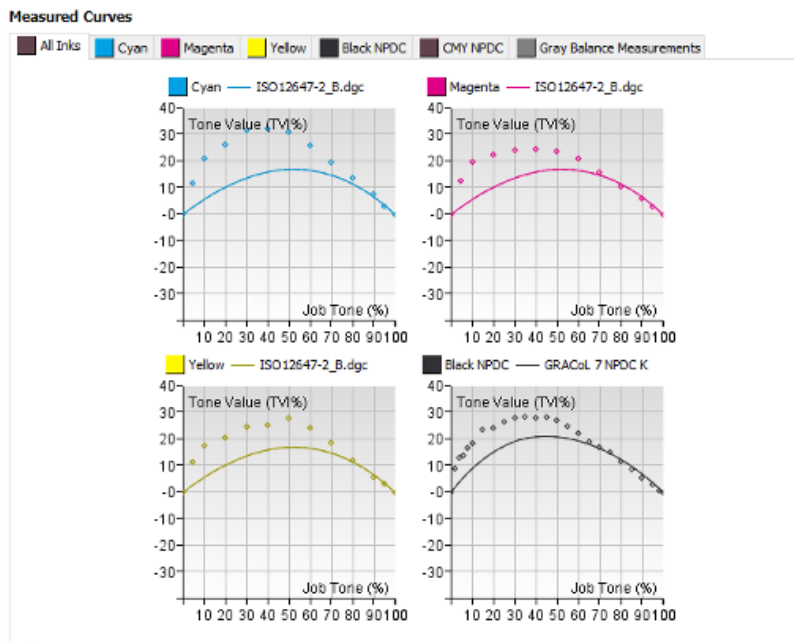 Measured Curves
All Inks Cyan Magenta Yellow Black NPDC CMY NPDC Gray Balance Measurements
Cyan ISO12647-2_B.dgc
40
Tone Value (TVI%)
30
20
10
-0
-10
-20
-30
Job Tone (%)
10 20 30 40 50 60 70 80 90 100
Magenta ISO12647-2_B.dgc
40
Tone Value (TVI%)
30
20
10
-0
-10
-20
-30
Job Tone (%)
10 20 30 40 50 60 70 80 90 100
Yellow ISO12647-2_B.dgc
40
Tone Value (TVI%)
30
20
10
-0
-10
-20
-30
Job Tone (%)
10 20 30 40 50 60 70 80 90 100
Black NPDC GRACoL 7 NPDC K
40
Tone Value (TVI%)
30
20
10
-0
-10
-20
-30
Job Tone (%)
10 20 30 40 50 60 70 80 90 100